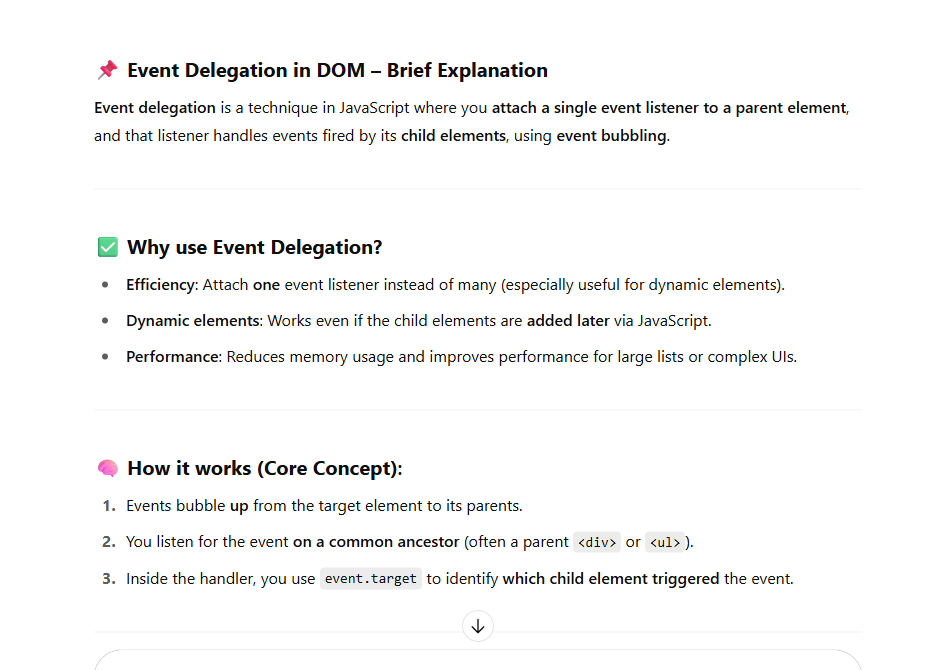 📌 Event Delegation in DOM – Brief Explanation
Event delegation is a technique in JavaScript where you attach a single event listener to a parent element,
and that listener handles events fired by its child elements, using event bubbling.
✅ Why use Event Delegation?
• Efficiency: Attach one event listener instead of many (especially useful for dynamic elements).
• Dynamic elements: Works even if the child elements are added later via JavaScript.
• Performance: Reduces memory usage and improves performance for large lists or complex UIs.
🧠 How it works (Core Concept):
1. Events bubble up from the target element to its parents.
2. You listen for the event on a common ancestor (often a parent <div> or <ul>).
3. Inside the handler, you use event.target to identify which child element triggered the event.